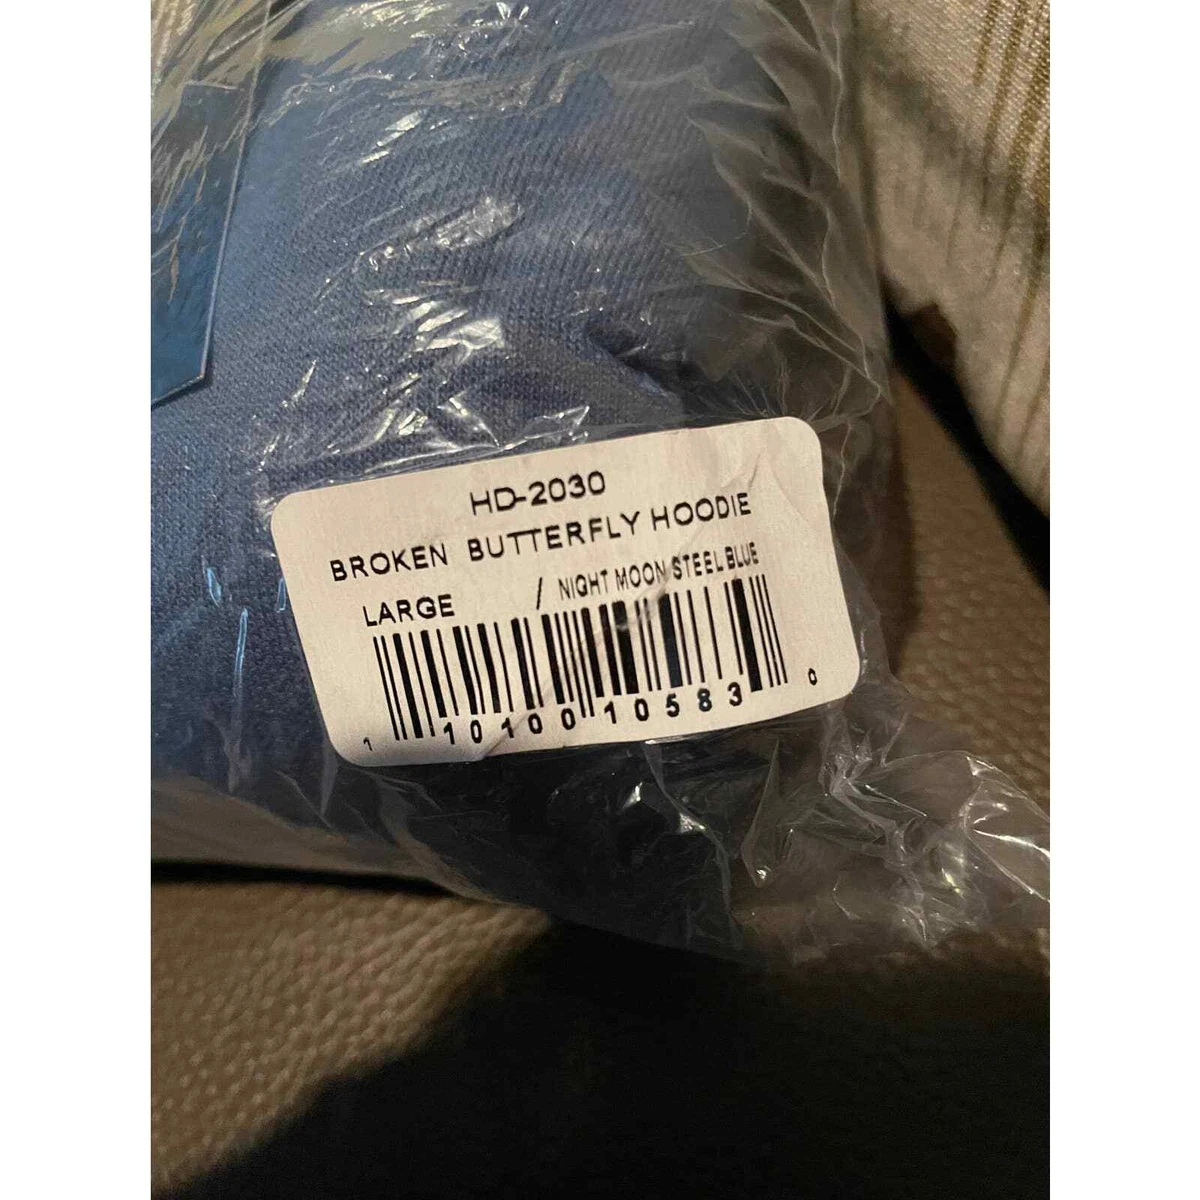 HD-2030
BROKEN BUTTERFLY HOODIE
LARGE / NIGHT MOON STEEL BLUE
1 10100 10583 0